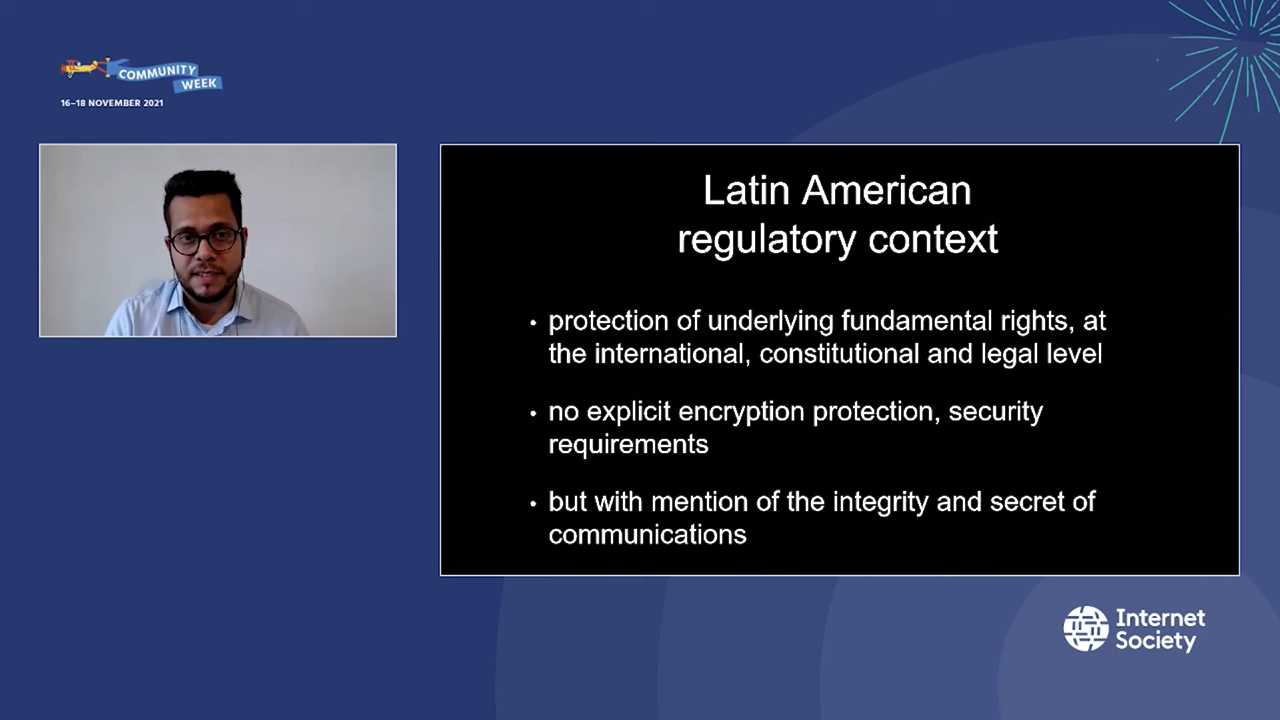 COMMUNITY
WEEK
16–18 NOVEMBER 2021
Latin American
regulatory context
• protection of underlying fundamental rights, at
the international, constitutional and legal level
• no explicit encryption protection, security
requirements
• but with mention of the integrity and secret of
communications
Internet
Society